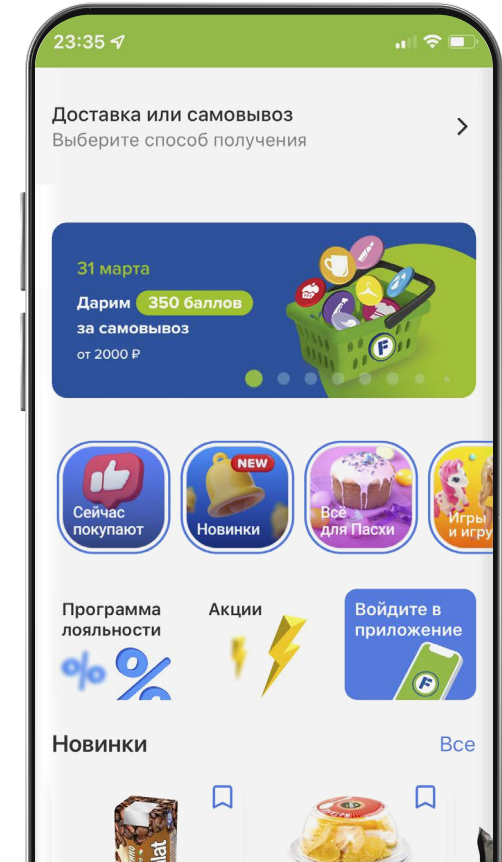 23:35
Доставка или самовывоз
Выберите способ получения
31 марта
Дарим 350 баллов
за самовывоз
от 2000 ₽
F
NEW
Сейчас
покупают
Новинки
Всё
для Пасхи
Игры
и игру
Программа
лояльности
Акции
Войдите в
приложение
%
%
F
Новинки
Все
lat